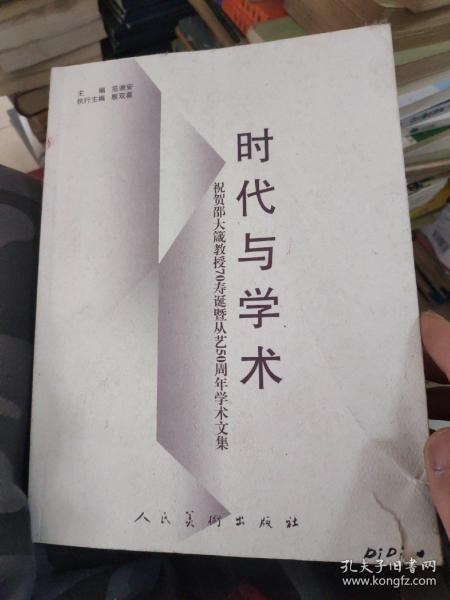 主 编 范迪安
执行主编 殷双喜
时代与学术
祝贺邵大箴教授70寿诞暨从艺50周年学术文集
人民美術出版社
DiDi
孔夫子旧书网
www.kongfz.com